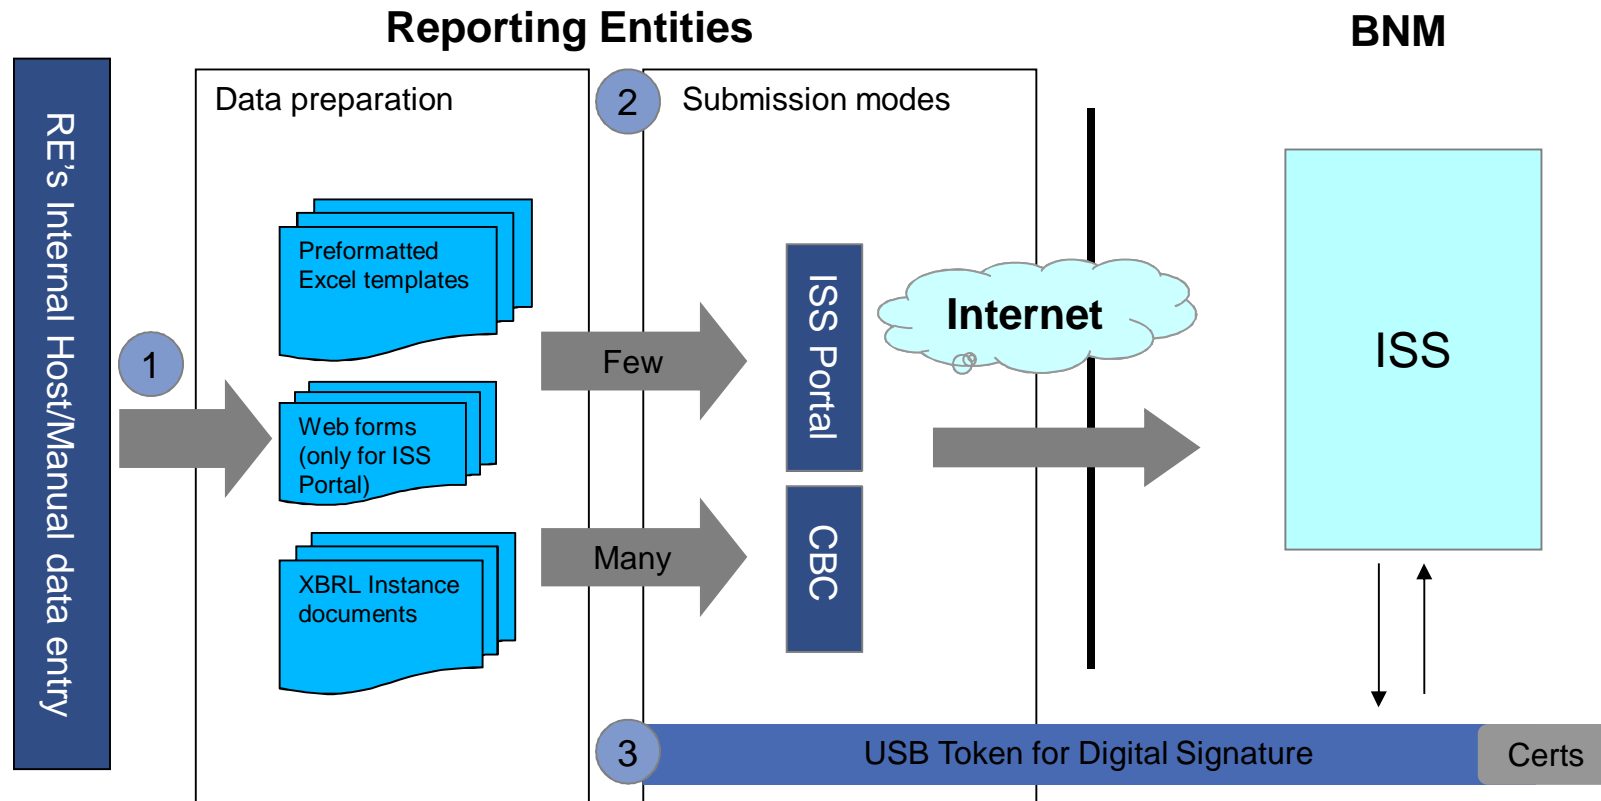 Reporting Entities
BNM
RE's Internal Host/Manual data entry
1
Data preparation
Preformatted
Excel templates
Web forms
(only for ISS
Portal)
XBRL Instance
documents
2
Submission modes
Few
Many
ISS Portal
CBC
Internet
ISS
3
USB Token for Digital Signature
Certs